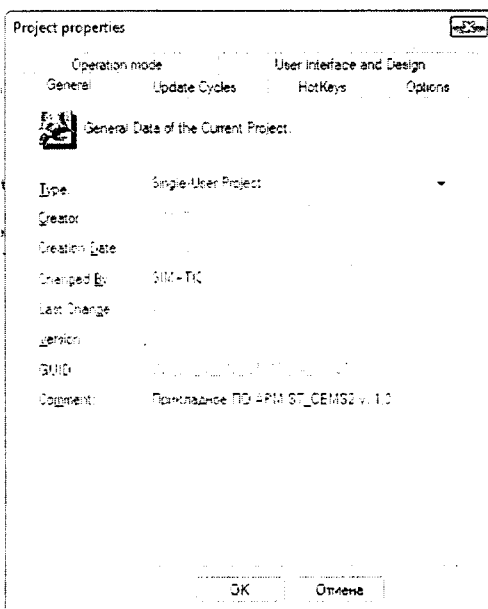 Project properties
Operation mode User Interface and Design
General Update Cycles HotKeys Options
General Data of the Current Project.
Type: Single-User Project
Creator
Creation Date
Changed By
Last Change
Version
GUID
Comment: Прикладное ПО АРМ ST_CEMS2 v. 1.0
OK Отмена